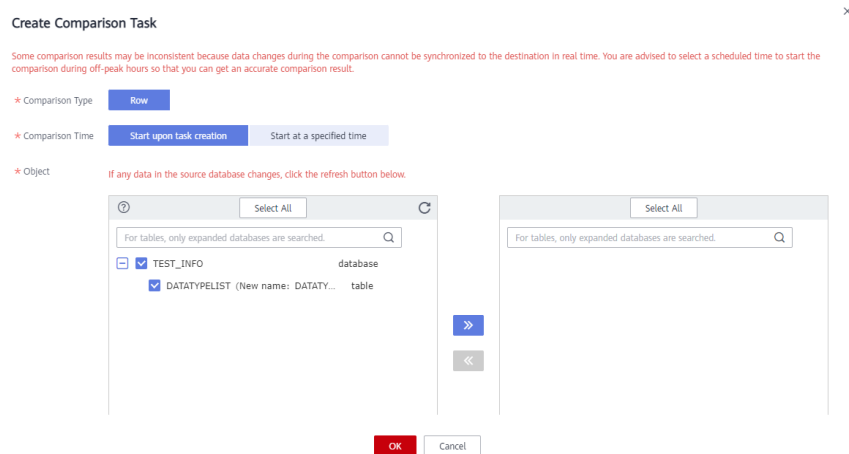 Create Comparison Task
Some comparison results may be inconsistent because data changes during the comparison cannot be synchronized to the destination in real time. You are advised to select a scheduled time to start the
comparison during off-peak hours so that you can get an accurate comparison result.
* Comparison Type Row
* Comparison Time Start upon task creation Start at a specified time
* Object If any data in the source database changes, click the refresh button below.
Select All Select All
For tables, only expanded databases are searched. For tables, only expanded databases are searched.
TEST_INFO database
DATATYPELIST (New name: DATATY... table
OK Cancel